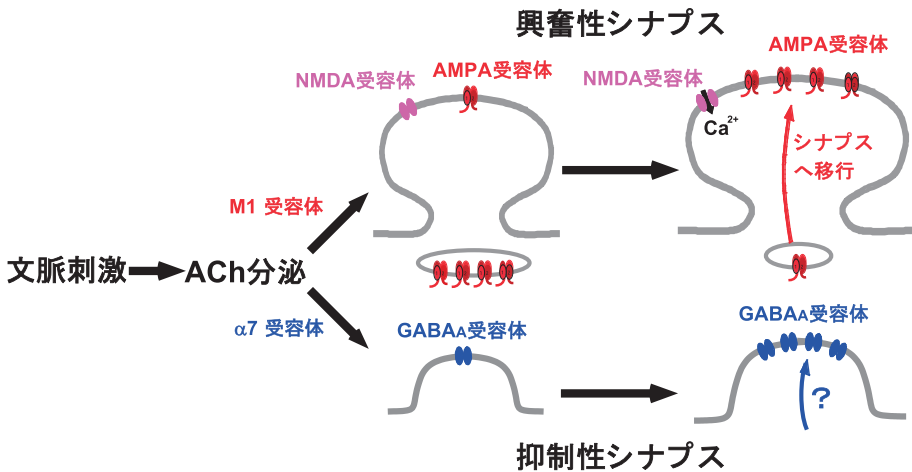 興奮性シナプス
NMDA受容体
AMPA受容体
NMDA受容体
AMPA受容体
Ca2+
シナプス
へ移行
M1 受容体
文脈刺激
ACh分泌
α7 受容体
GABAA受容体
GABAA受容体
?
抑制性シナプス